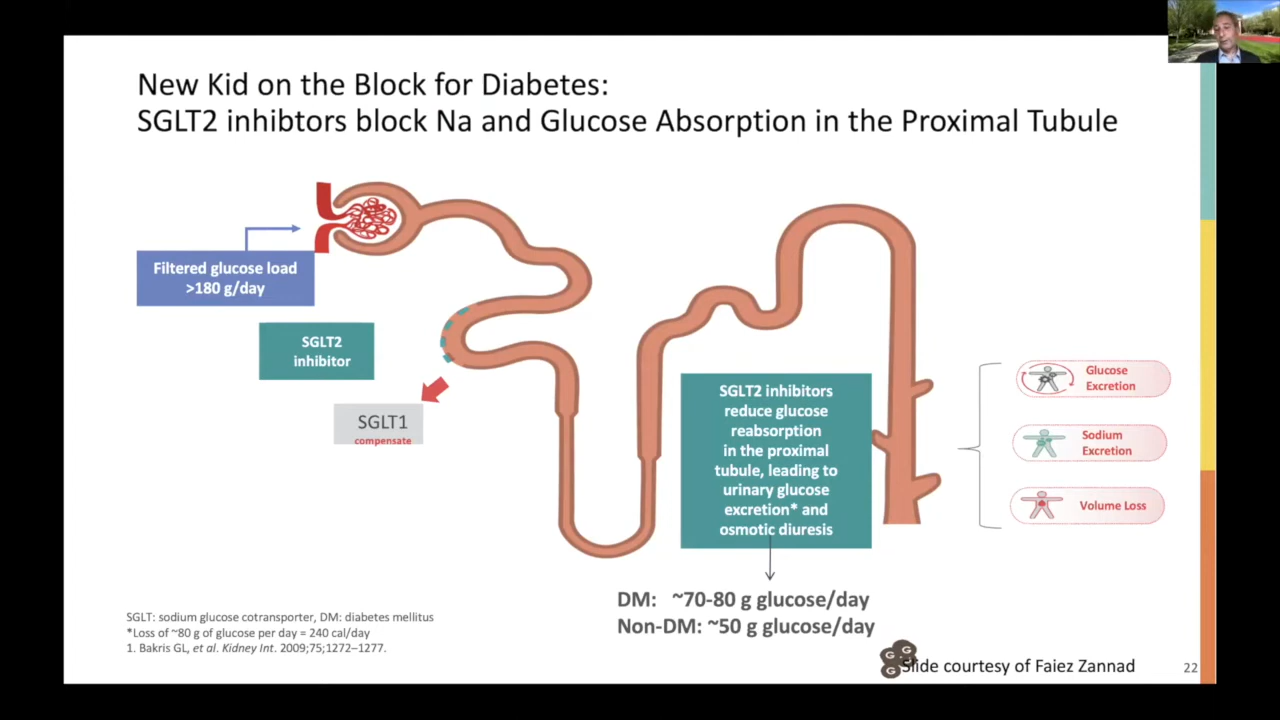 New Kid on the Block for Diabetes:
SGLT2 inhibtors block Na and Glucose Absorption in the Proximal Tubule
Filtered glucose load
>180 g/day
SGLT2
inhibitor
SGLT1
compensate
SGLT2 inhibitors
reduce glucose
reabsorption
in the proximal
tubule, leading to
urinary glucose
excretion* and
osmotic diuresis
Glucose
Excretion
Sodium
Excretion
Volume Loss
DM: ~70-80 g glucose/day
Non-DM: ~50 g glucose/day
SGLT: sodium glucose cotransporter, DM: diabetes mellitus
*Loss of ~80 g of glucose per day = 240 cal/day
1. Bakris GL, et al. Kidney Int. 2009;75;1272–1277.
G G
G
Slide courtesy of Faiez Zannad
22